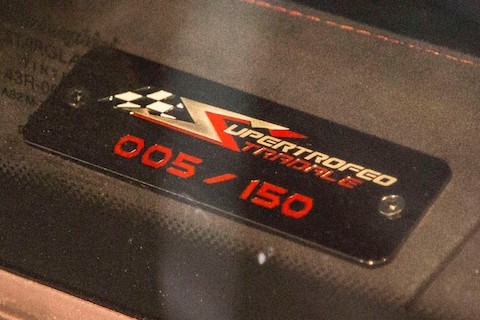 SUPERTROFEO
STRADALE
005 / 150